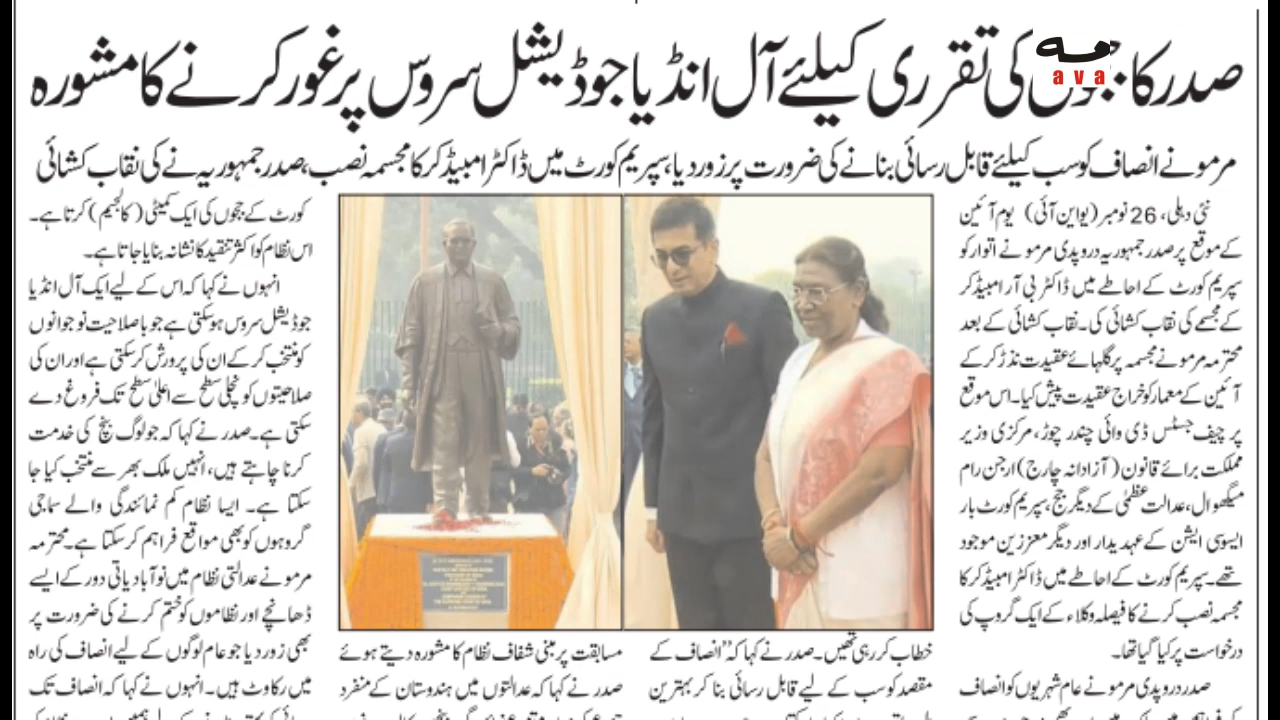 صدر کا ججوں کی تقرری کیلئے آل انڈیا جوڈیشل سروس پر غور کرنے کا مشورہ
ava
مرمو نے انصاف کو سب کیلئے قابل رسائی بنانے کی ضرورت پر زور دیا، سپریم کورٹ میں ڈاکٹر امبیڈکر کا مجسمہ نصب، صدر جمہوریہ نے کی نقاب کشائی
نئی دہلی، 26 نومبر (یو این آئی) یوم آئین
کے موقع پر صدر جمہوریہ دروپدی مرمو نے اتوار کو
سپریم کورٹ کے احاطے میں ڈاکٹر بی آر امبیڈکر
کے مجسمے کی نقاب کشائی کی۔ نقاب کشائی کے بعد
محترمہ مرمو نے مجسمہ پر گلہائے عقیدت نذر کر کے
آئین کے معمار کو خراج عقیدت پیش کیا۔ اس موقع
پر چیف جسٹس ڈی وائی چندر چوڑ، مرکزی وزیر
مملکت برائے قانون (آزادانہ چارج) ارجن رام
میگھوال، عدالت عظمیٰ کے دیگر جج، سپریم کورٹ بار
ایسوسی ایشن کے عہدیدار اور دیگر معززین موجود
تھے۔ سپریم کورٹ کے احاطے میں ڈاکٹر امبیڈکر کا
مجسمہ نصب کرنے کا فیصلہ وکلاء کے ایک گروپ کی
درخواست پر کیا گیا تھا۔
صدر دروپدی مرمو نے عام شہریوں کو انصاف
خطاب کر رہی تھیں۔ صدر نے کہا کہ ”انصاف کے
مقصد کو سب کے لیے قابل رسائی بنا کر بہترین
مسابقت پر مبنی شفاف نظام کا مشورہ دیتے ہوئے
صدر نے کہا کہ عدالتوں میں ہندوستان کے منفرد
کورٹ کے ججوں کی ایک کمیٹی (کالجیم) کرتا ہے۔
اس نظام کو اکثر تنقید کا نشانہ بنایا جاتا ہے۔
انہوں نے کہا کہ اس کے لیے ایک آل انڈیا
جوڈیشل سروس ہو سکتی ہے جو باصلاحیت نوجوانوں
کو منتخب کر کے ان کی پرورش کر سکتی ہے اور ان کی
صلاحیتوں کو نچلی سطح سے اعلیٰ سطح تک فروغ دے
سکتی ہے۔ صدر نے کہا کہ جو لوگ بنچ کی خدمت
کرنا چاہتے ہیں، انہیں ملک بھر سے منتخب کیا جا
سکتا ہے۔ ایسا نظام کم نمائندگی والے سماجی
گروہوں کو بھی مواقع فراہم کر سکتا ہے۔ محترمہ
مرمو نے عدالتی نظام میں نوآبادیاتی دور کے ایسے
ڈھانچے اور نظاموں کو ختم کرنے کی ضرورت پر
بھی زور دیا جو عام لوگوں کے لیے انصاف کی راہ
میں رکاوٹ ہیں۔ انہوں نے کہا کہ انصاف تک